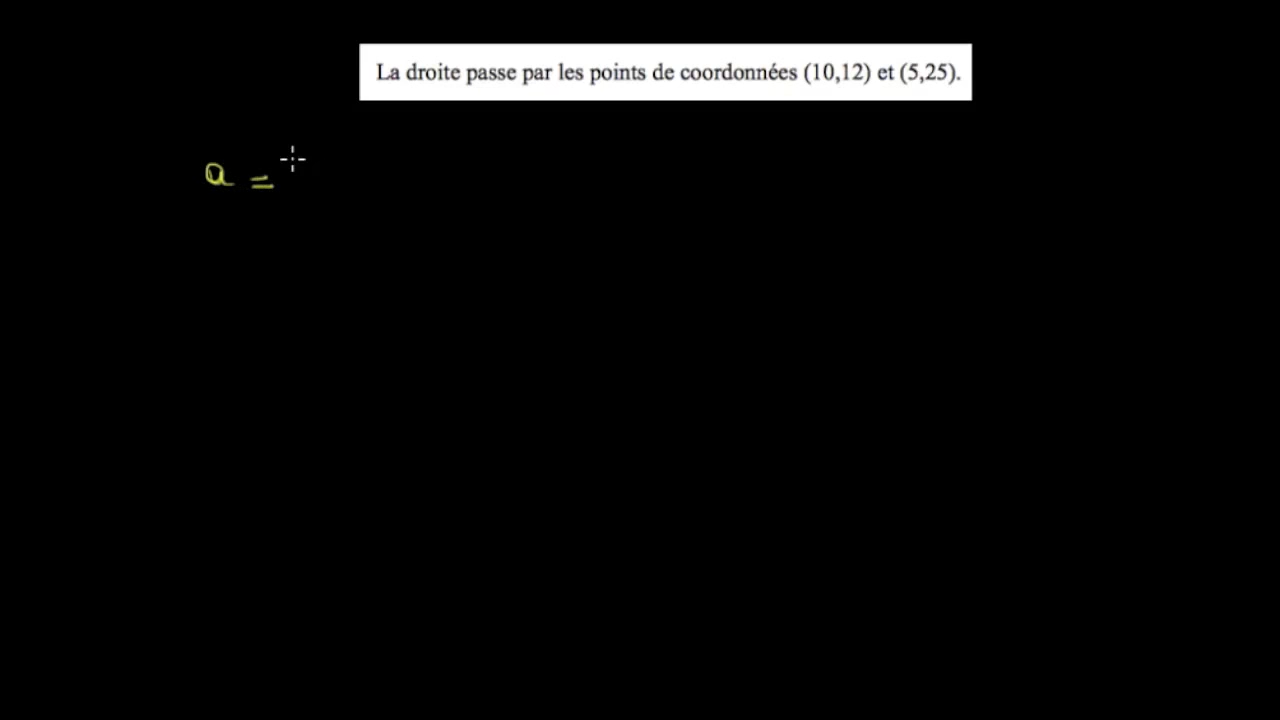 La droite passe par les points de coordonnées (10,12) et (5,25).
a =